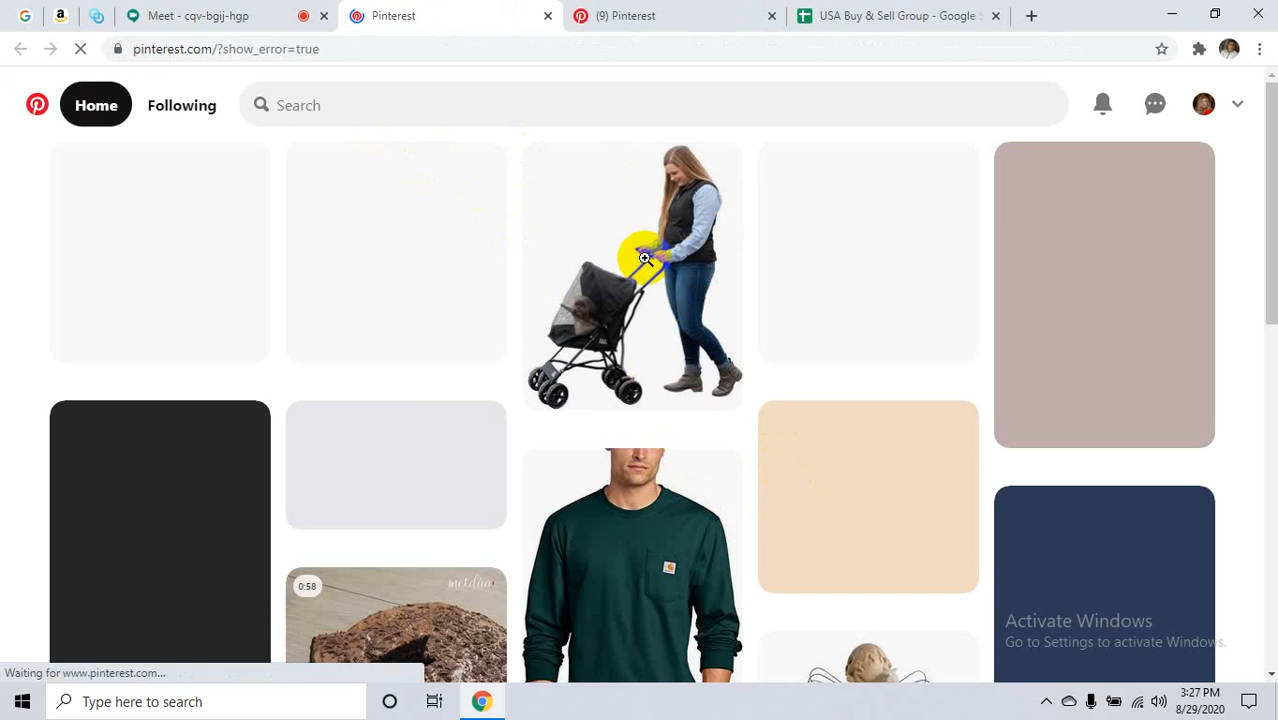 Meet - cqv-bgij-hgp
Pinterest
(9) Pinterest
USA Buy & Sell Group - Google S
pinterest.com/?show_error=true
Home
Following
Search
0:58
Activate Windows
Go to Settings to activate Windows.
Waiting for www.pinterest.com...
Type here to search
3:27 PM
8/29/2020